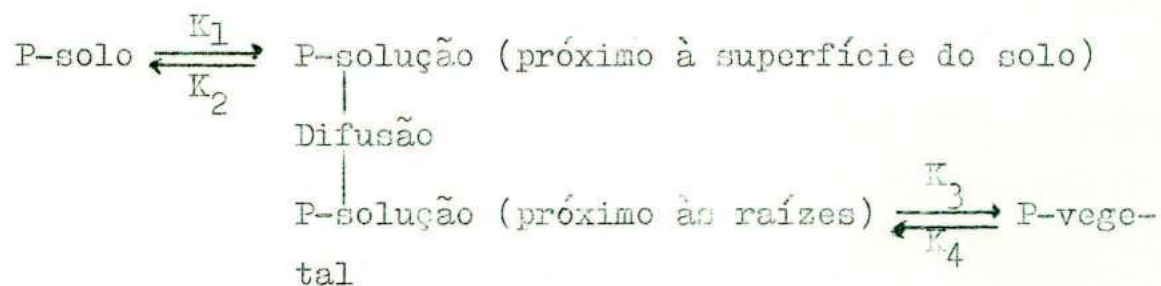 K1
P-solo P-solução (próximo à superfície do solo)
K2
Difusão
K3
P-solução (próximo às raízes) P-vege-
K4
tal